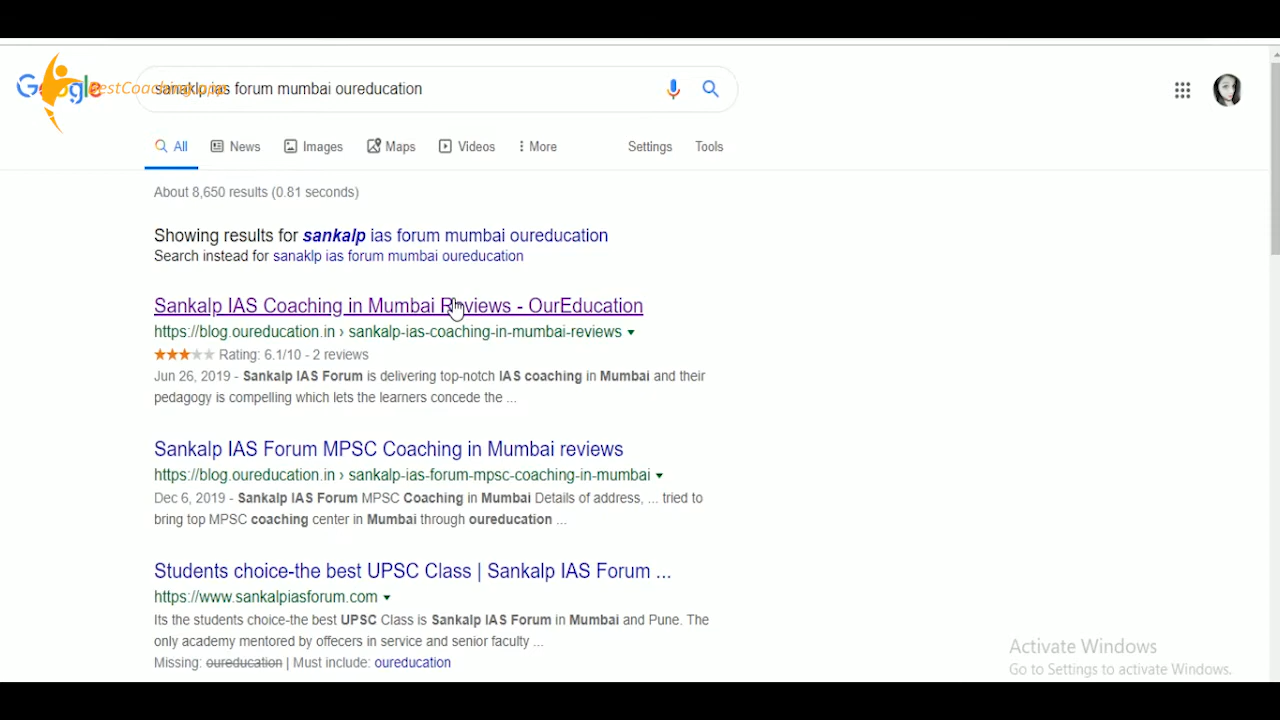 Google
BestCoaching.app
sanaklp ias forum mumbai oureducation
All News Images Maps Videos More Settings Tools
About 8,650 results (0.81 seconds)
Showing results for sankalp ias forum mumbai oureducation
Search instead for sanaklp ias forum mumbai oureducation
Sankalp IAS Coaching in Mumbai Reviews - OurEducation
https://blog.oureducation.in › sankalp-ias-coaching-in-mumbai-reviews
Rating: 6.1/10 - 2 reviews
Jun 26, 2019 - Sankalp IAS Forum is delivering top-notch IAS coaching in Mumbai and their
pedagogy is compelling which lets the learners concede the ...
Sankalp IAS Forum MPSC Coaching in Mumbai reviews
https://blog.oureducation.in › sankalp-ias-forum-mpsc-coaching-in-mumbai
Dec 6, 2019 - Sankalp IAS Forum MPSC Coaching in Mumbai Details of address, ... tried to
bring top MPSC coaching center in Mumbai through oureducation ...
Students choice-the best UPSC Class | Sankalp IAS Forum ...
https://www.sankalpiasforum.com
Its the students choice-the best UPSC Class is Sankalp IAS Forum in Mumbai and Pune. The
only academy mentored by offecers in service and senior faculty ...
Missing: oureducation | Must include: oureducation
Activate Windows
Go to Settings to activate Windows.